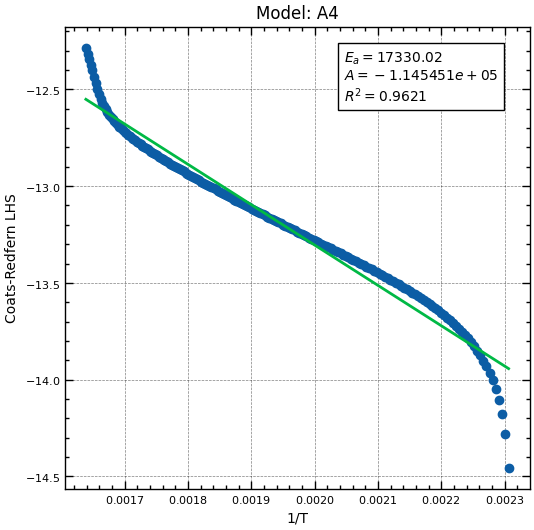 Model: A4
E_a = 17330.02
A = −1.145451e + 05
R² = 0.9621
Coats-Redfern LHS
−12.5
−13.0
−13.5
−14.0
−14.5
0.0017 0.0018 0.0019 0.0020 0.0021 0.0022 0.0023
1/T